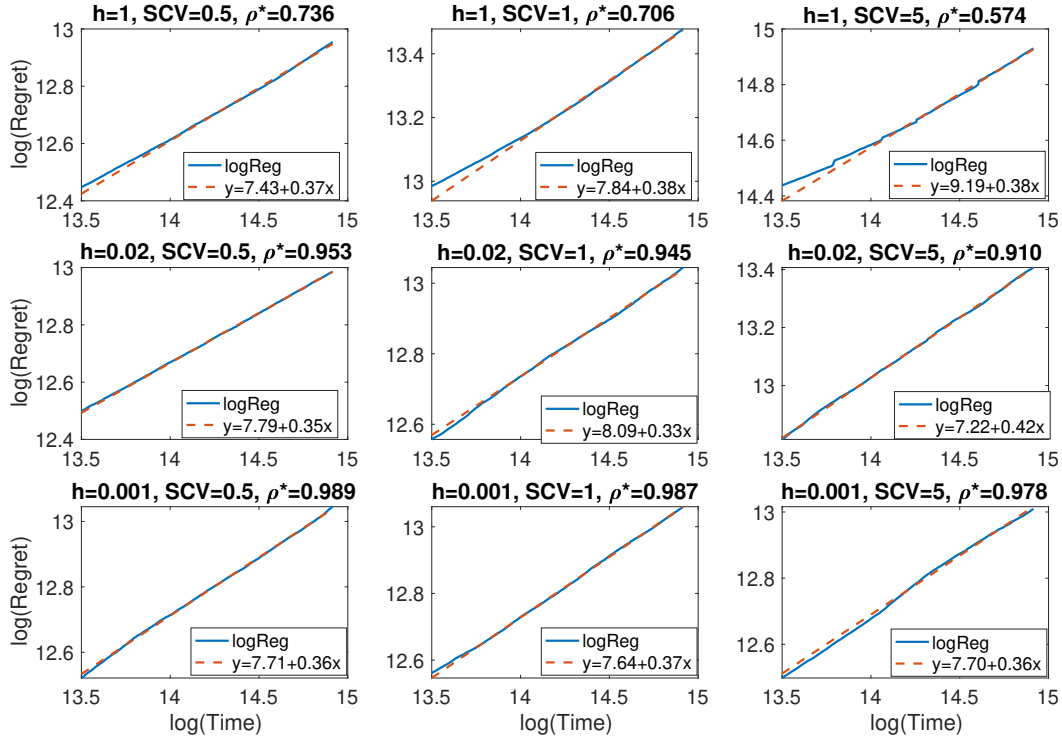 h=1, SCV=0.5, ρ*=0.736
h=1, SCV=1, ρ*=0.706
h=1, SCV=5, ρ*=0.574
log(Regret)
13
12.8
12.6
12.4
logReg
y=7.43+0.37x
13.5
14
14.5
15
13.4
13.2
13
logReg
y=7.84+0.38x
13.5
14
14.5
15
15
14.8
14.6
14.4
logReg
y=9.19+0.38x
13.5
14
14.5
15
h=0.02, SCV=0.5, ρ*=0.953
h=0.02, SCV=1, ρ*=0.945
h=0.02, SCV=5, ρ*=0.910
log(Regret)
13
12.8
12.6
12.4
logReg
y=7.79+0.35x
13.5
14
14.5
15
13
12.8
12.6
logReg
y=8.09+0.33x
13.5
14
14.5
15
13.4
13.2
13
logReg
y=7.22+0.42x
13.5
14
14.5
15
h=0.001, SCV=0.5, ρ*=0.989
h=0.001, SCV=1, ρ*=0.987
h=0.001, SCV=5, ρ*=0.978
log(Regret)
13
12.8
12.6
logReg
y=7.71+0.36x
13.5
14
14.5
15
log(Time)
13
12.8
12.6
logReg
y=7.64+0.37x
13.5
14
14.5
15
log(Time)
13
12.8
12.6
logReg
y=7.70+0.36x
13.5
14
14.5
15
log(Time)